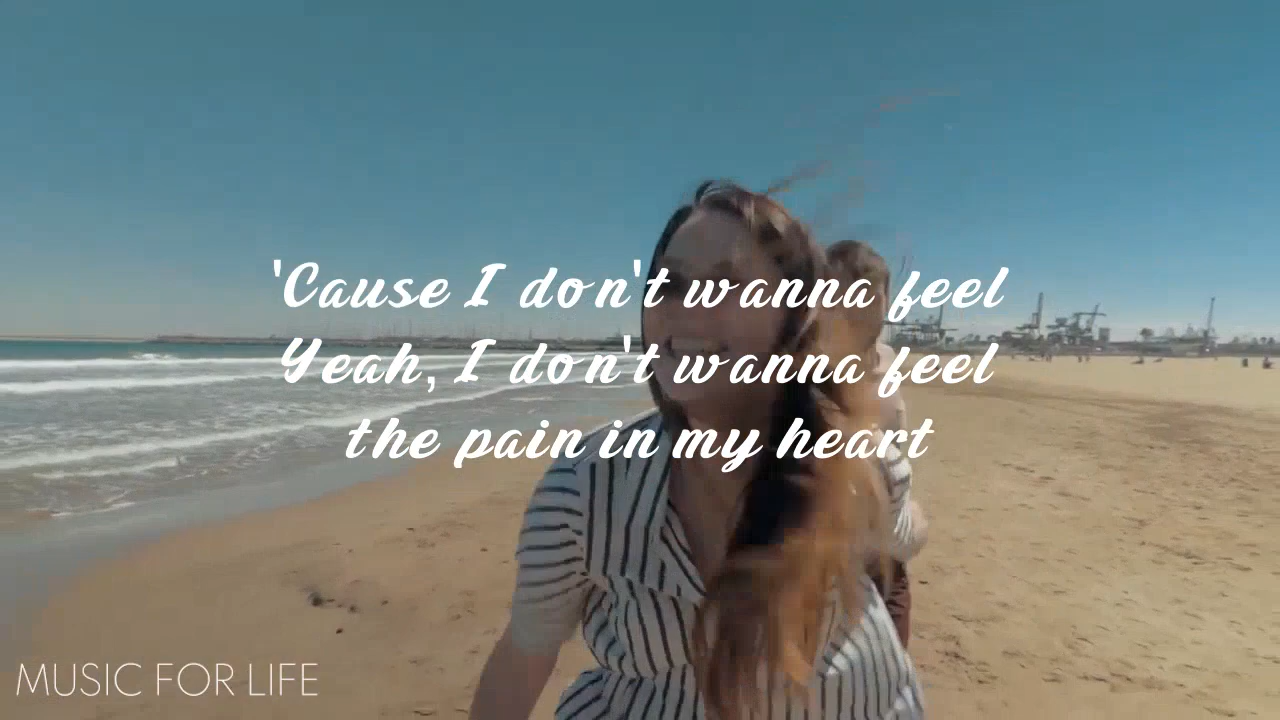 'Cause I don't wanna feel
Yeah, I don't wanna feel
the pain in my heart
MUSIC FOR LIFE